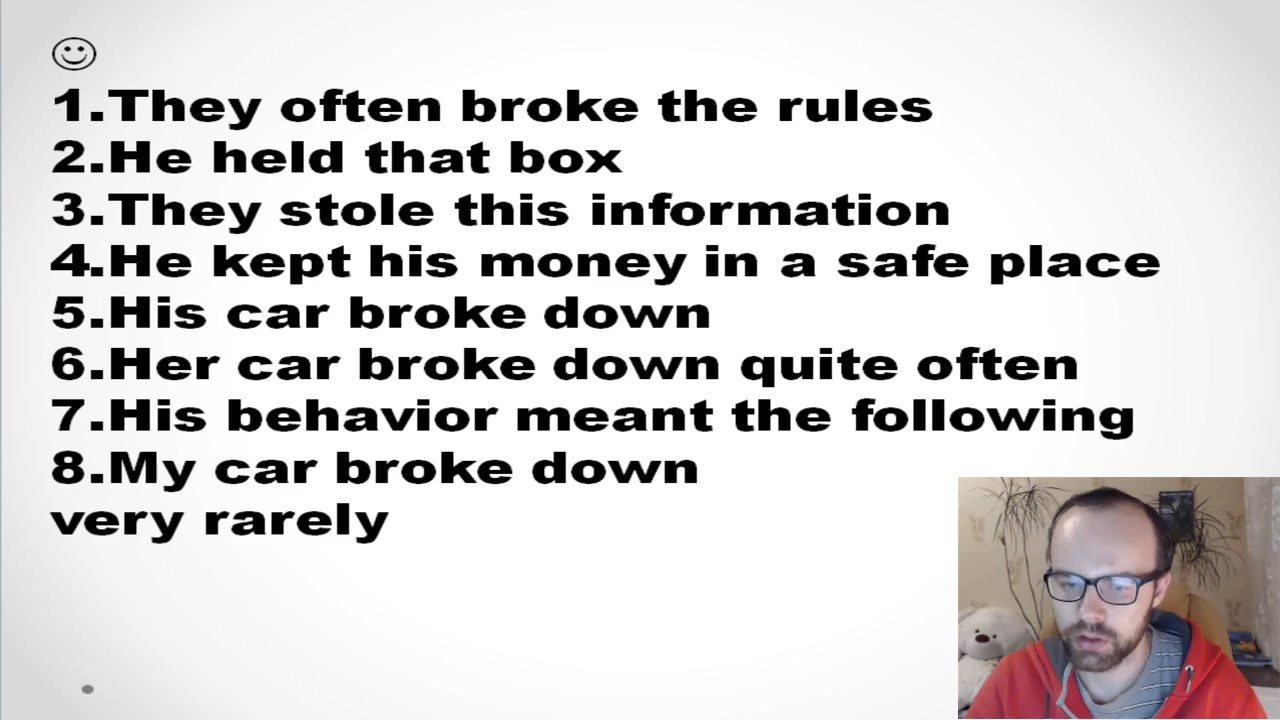 ☺
1.They often broke the rules
2.He held that box
3.They stole this information
4.He kept his money in a safe place
5.His car broke down
6.Her car broke down quite often
7.His behavior meant the following
8.My car broke down
very rarely